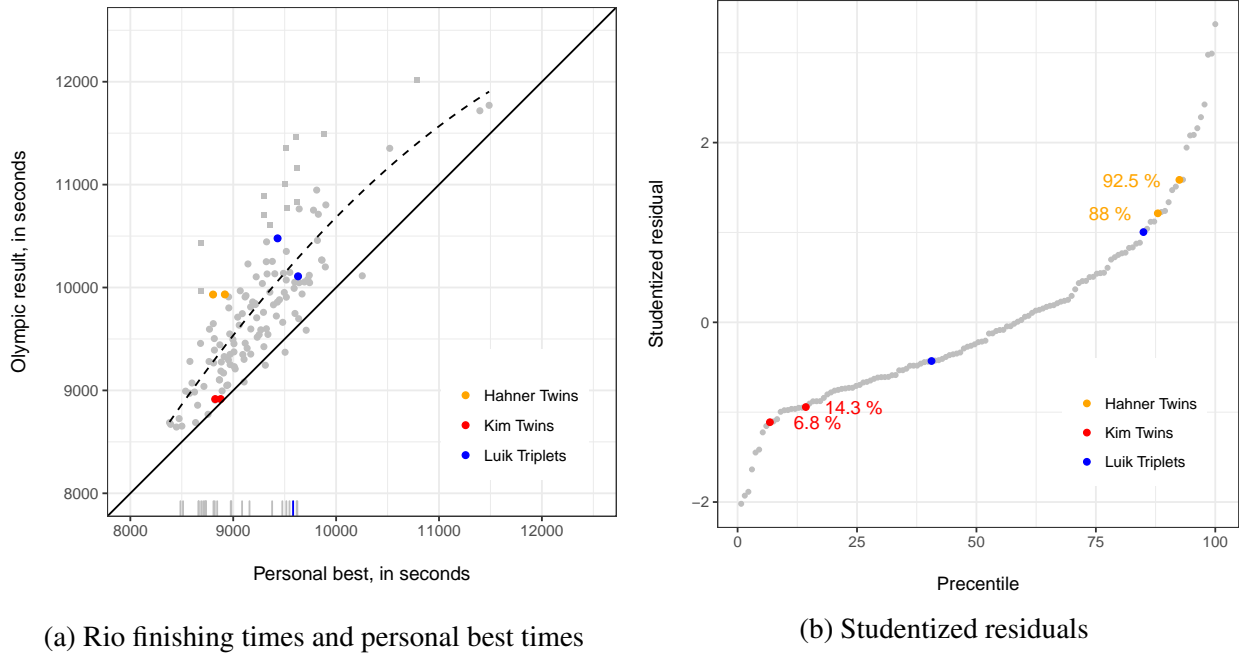 12000
11000
10000
9000
8000
Olympic result, in seconds
Hahner Twins
Kim Twins
Luik Triplets
8000 9000 10000 11000 12000
Personal best, in seconds
(a) Rio finishing times and personal best times
2
0
−2
Studentized residual
92.5 %
88 %
14.3 %
6.8 %
Hahner Twins
Kim Twins
Luik Triplets
0 25 50 75 100
Precentile
(b) Studentized residuals